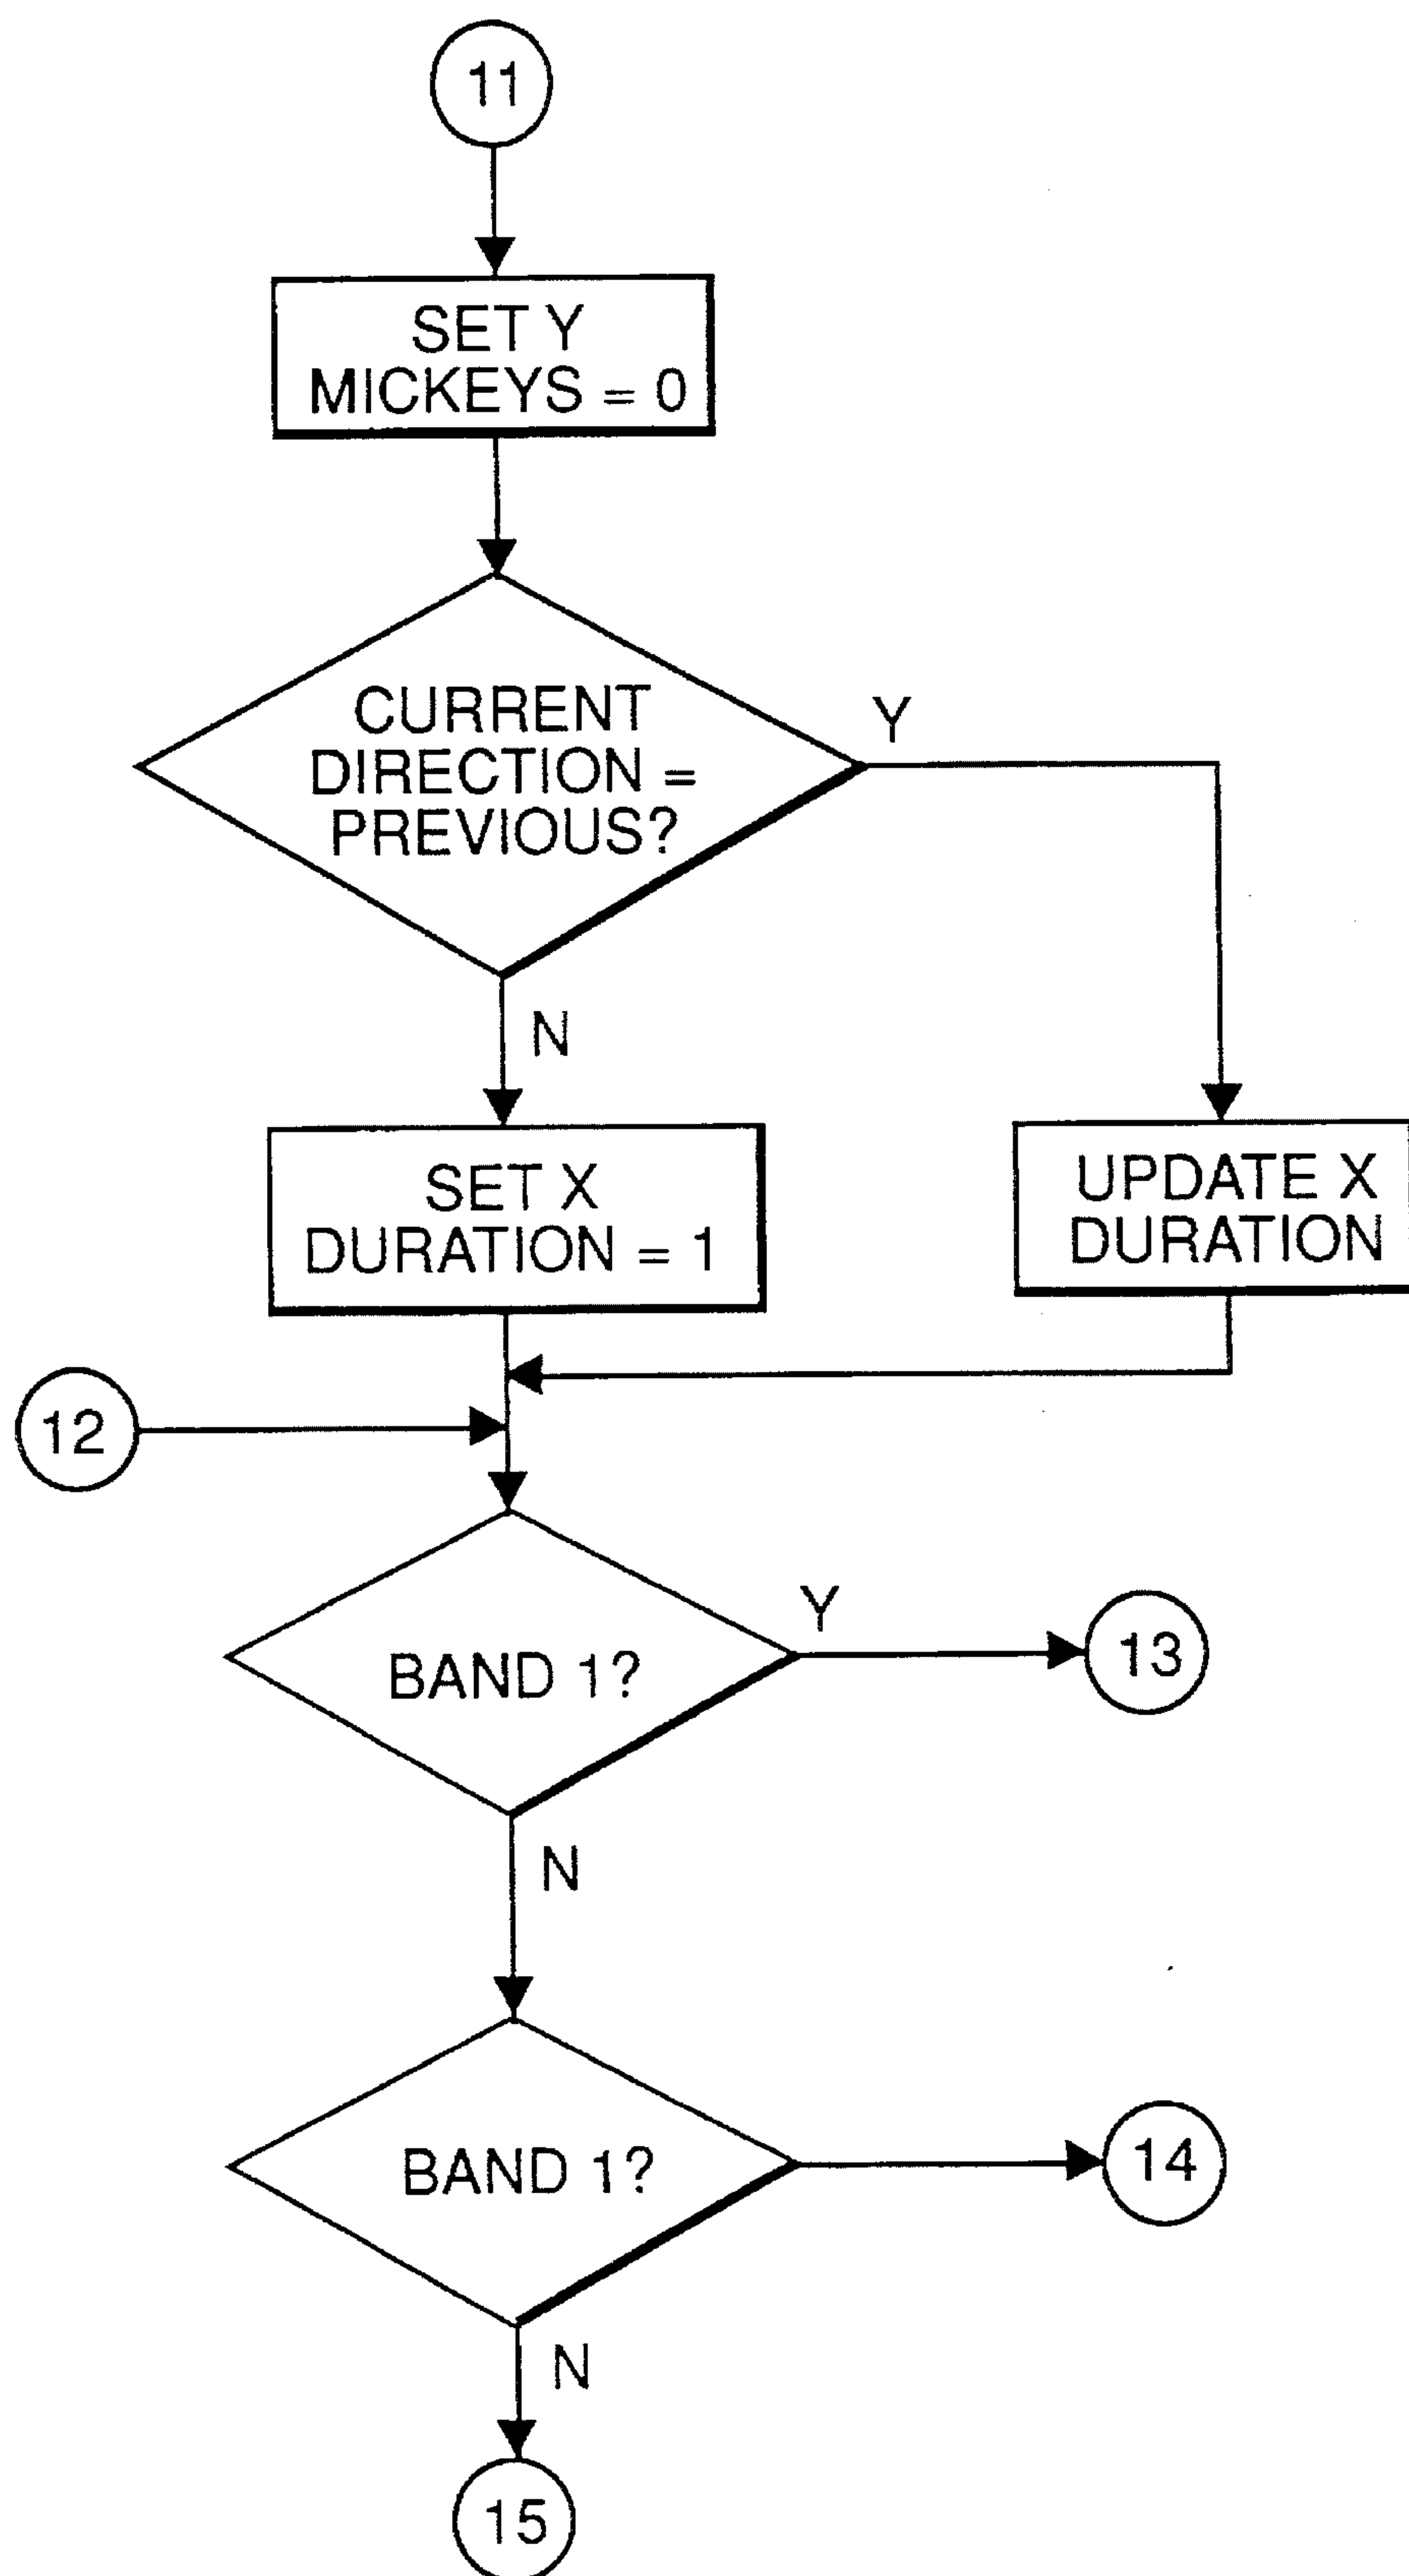 11
SET Y
MICKEYS = 0
CURRENT
DIRECTION =
PREVIOUS?
Y
N
SET X
DURATION = 1
UPDATE X
DURATION
12
BAND 1?
Y
13
N
BAND 1?
14
N
15